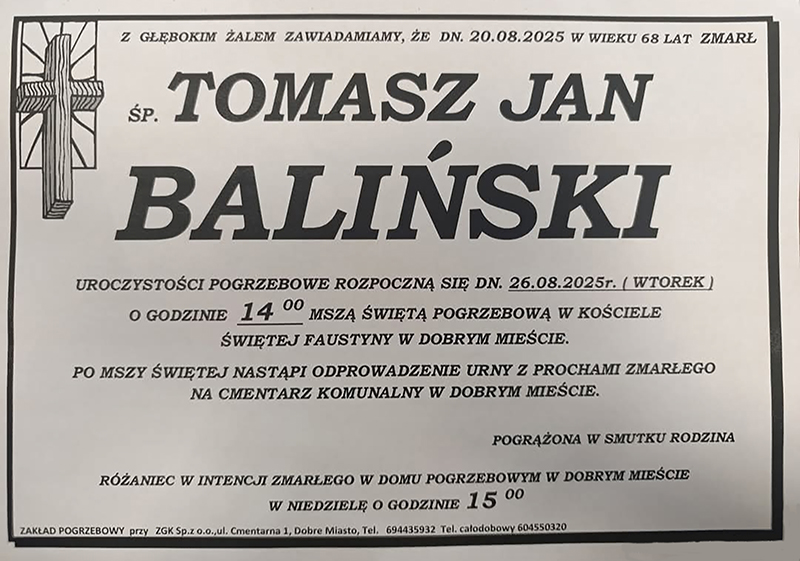 Z GŁĘBOKIM ŻALEM ZAWIADAMIAMY, ŻE DN. 20.08.2025 W WIEKU 68 LAT ZMARŁ
ŚP. TOMASZ JAN
BALIŃSKI
UROCZYSTOŚCI POGRZEBOWE ROZPOCZNĄ SIĘ DN. 26.08.2025r. ( WTOREK )
O GODZINIE 14 00 MSZĄ ŚWIĘTĄ POGRZEBOWĄ W KOŚCIELE
ŚWIĘTEJ FAUSTYNY W DOBRYM MIEŚCIE.
PO MSZY ŚWIĘTEJ NASTĄPI ODPROWADZENIE URNY Z PROCHAMI ZMARŁEGO
NA CMENTARZ KOMUNALNY W DOBRYM MIEŚCIE.
POGRĄŻONA W SMUTKU RODZINA
RÓŻANIEC W INTENCJI ZMARŁEGO W DOMU POGRZEBOWYM W DOBRYM MIEŚCIE
W NIEDZIELĘ O GODZINIE 15 00
ZAKŁAD POGRZEBOWY przy ZGK Sp.z o.o.,ul. Cmentarna 1, Dobre Miasto, Tel. 694435932 Tel. całodobowy 604550320